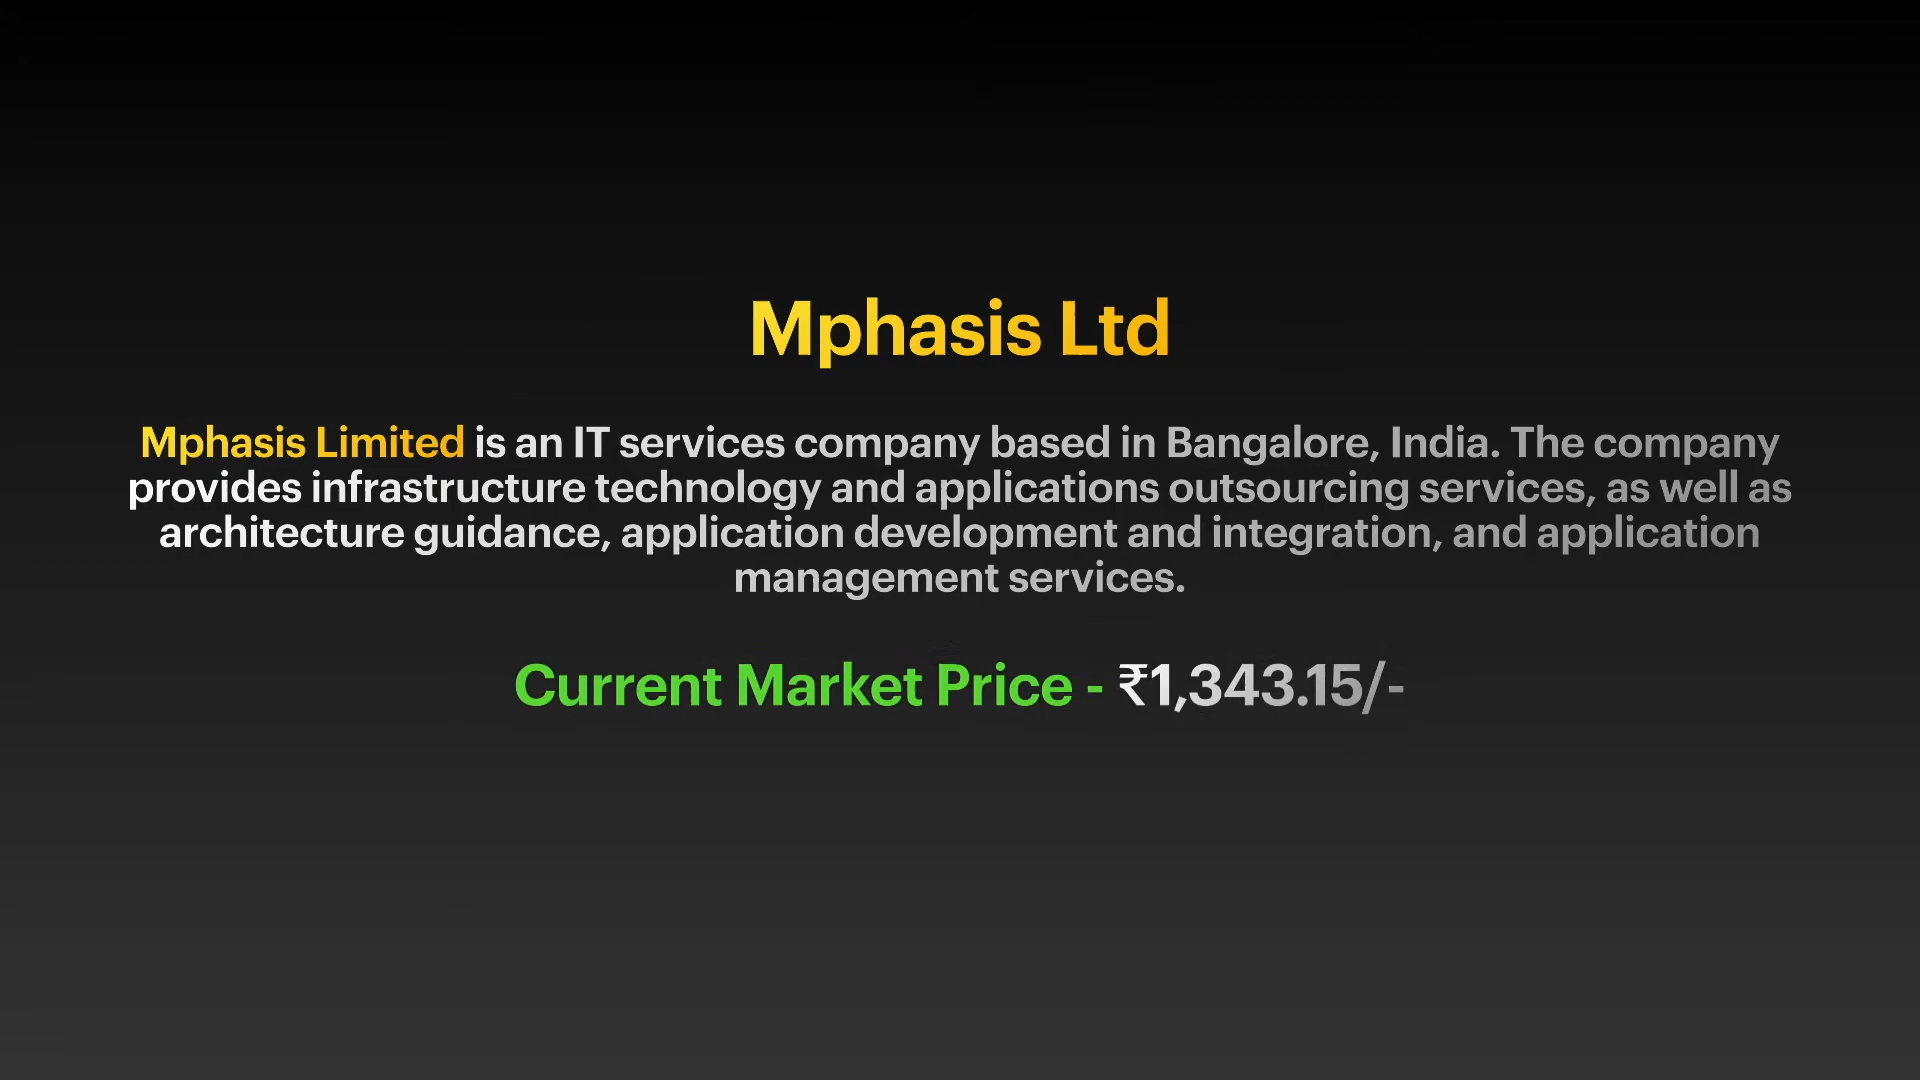 Mphasis Ltd
Mphasis Limited is an IT services company based in Bangalore, India. The company
provides infrastructure technology and applications outsourcing services, as well as
architecture guidance, application development and integration, and application
management services.
Current Market Price - ₹1,343.15/-